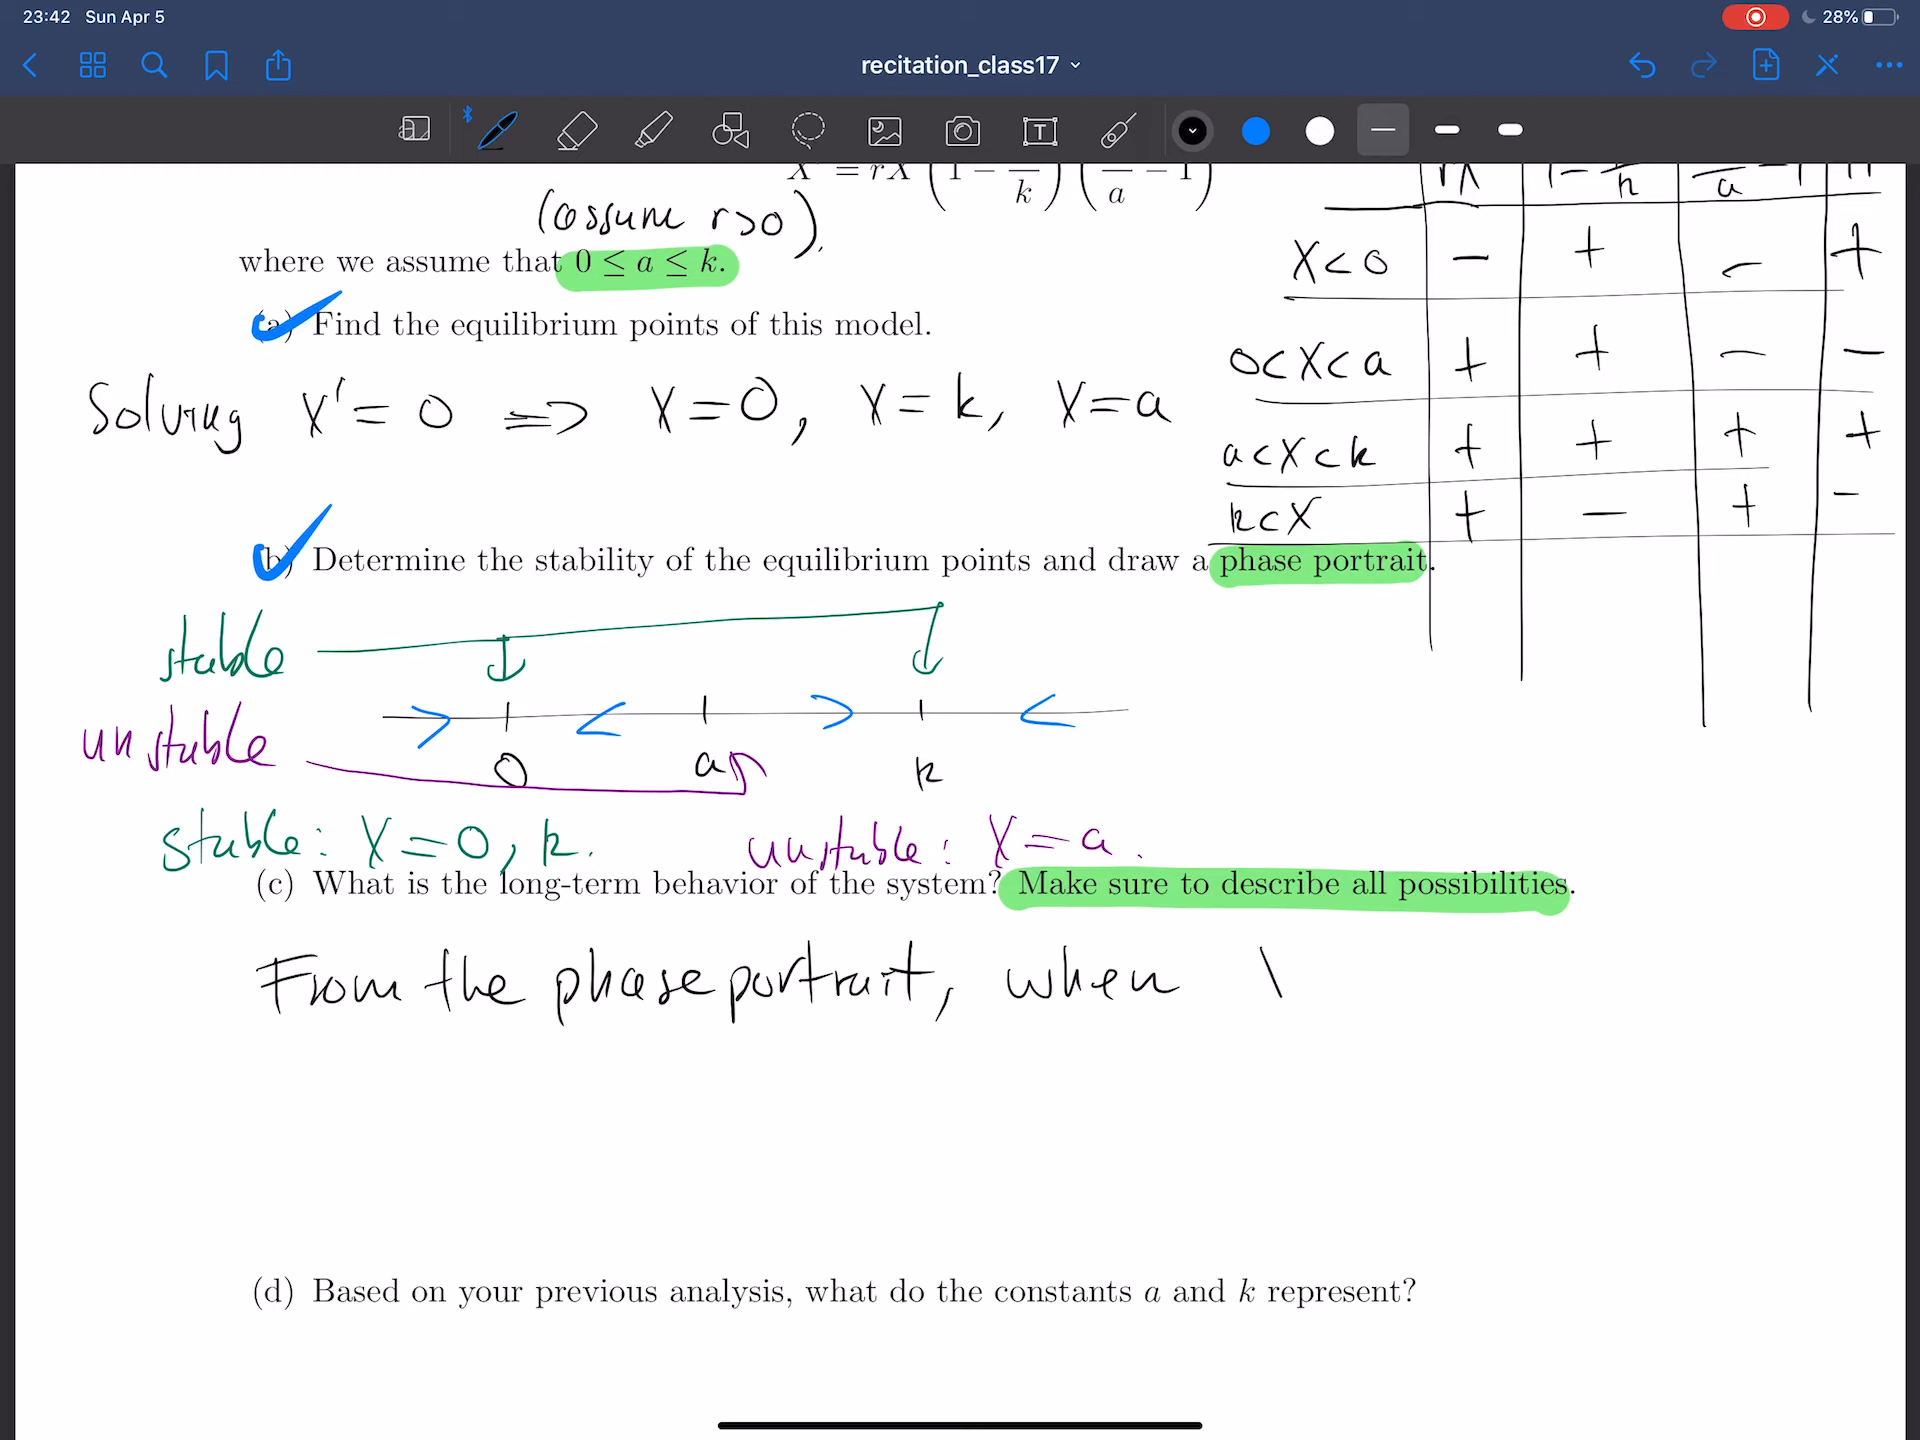 23:42 Sun Apr 5
28%
recitation_class17
X' = rX (1 − /k) (/a − 1)
(assume r>0).
where we assume that 0 ≤ a ≤ k.
(a) Find the equilibrium points of this model.
Solving X' = 0 => X=0, X=k, X=a
X<0 − + − +
0<X<a + + − −
a<X<k + + + +
k<X + − + −
(b) Determine the stability of the equilibrium points and draw a phase portrait.
stable
unstable
0 a k
stable: X=0, k. unstable: X=a.
(c) What is the long-term behavior of the system? Make sure to describe all possibilities.
From the phase portrait, when \
(d) Based on your previous analysis, what do the constants a and k represent?